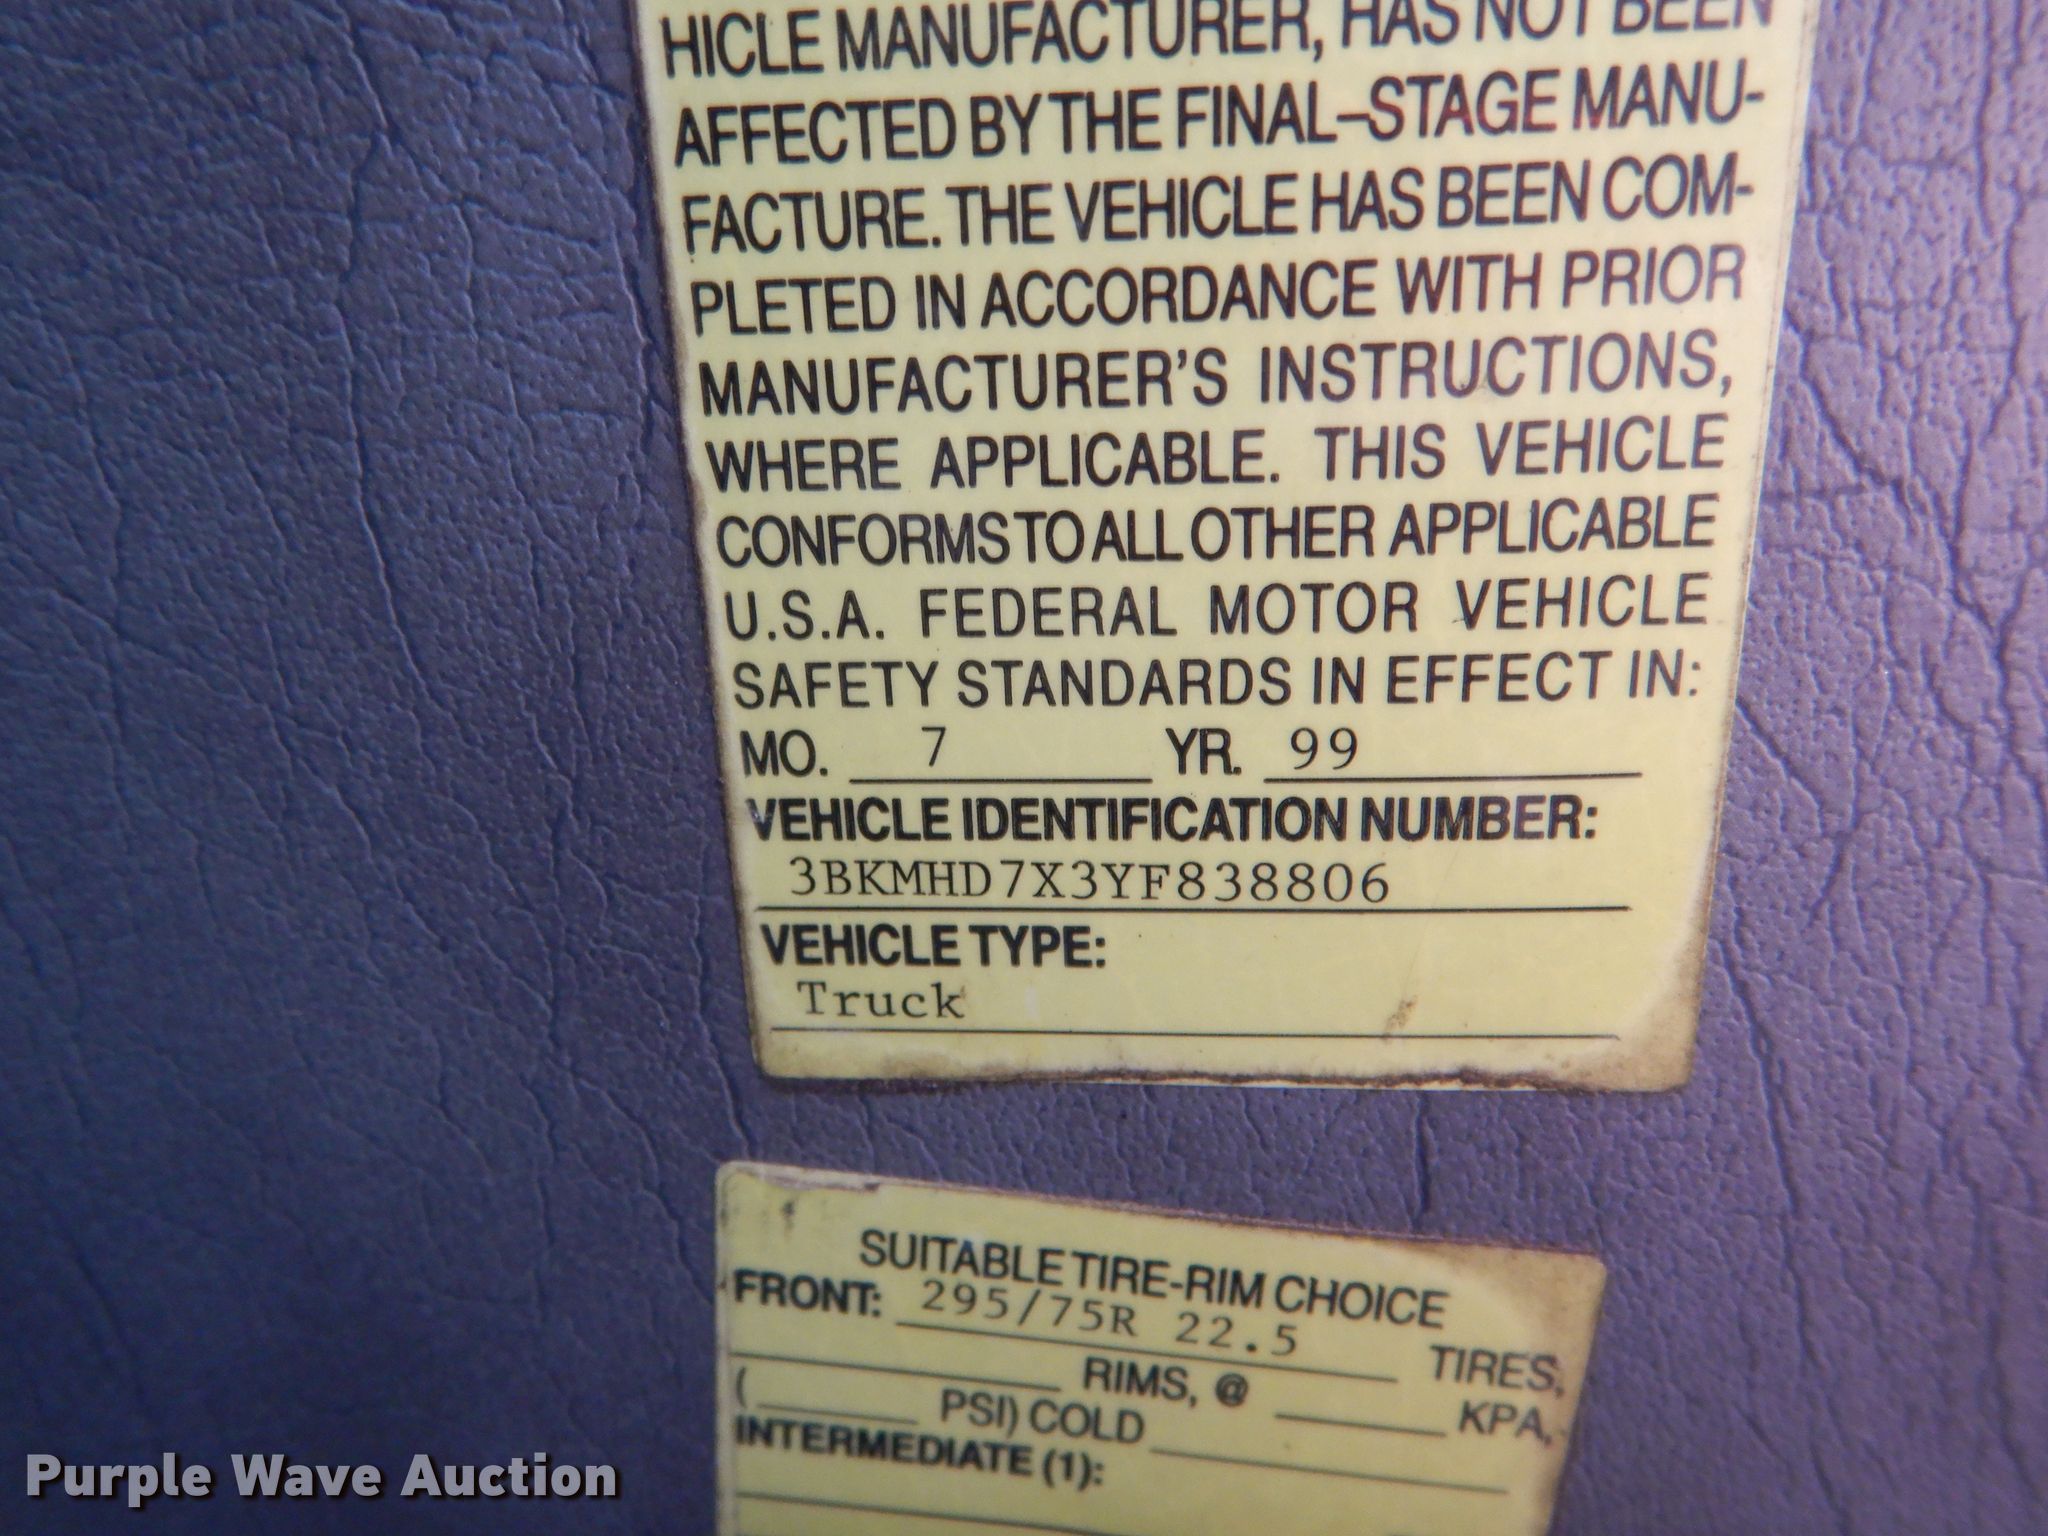 HICLE MANUFACTURER, HAS NOT BEEN
AFFECTED BY THE FINAL-STAGE MANU-
FACTURE. THE VEHICLE HAS BEEN COM-
PLETED IN ACCORDANCE WITH PRIOR
MANUFACTURER'S INSTRUCTIONS,
WHERE APPLICABLE. THIS VEHICLE
CONFORMS TO ALL OTHER APPLICABLE
U.S.A. FEDERAL MOTOR VEHICLE
SAFETY STANDARDS IN EFFECT IN:
MO. 7 YR. 99
VEHICLE IDENTIFICATION NUMBER:
3BKMHD7X3YF838806
VEHICLE TYPE:
Truck
SUITABLE TIRE-RIM CHOICE
FRONT: 295/75R 22.5 TIRES,
RIMS, @ KPA,
( PSI) COLD
INTERMEDIATE (1):
Purple Wave Auction